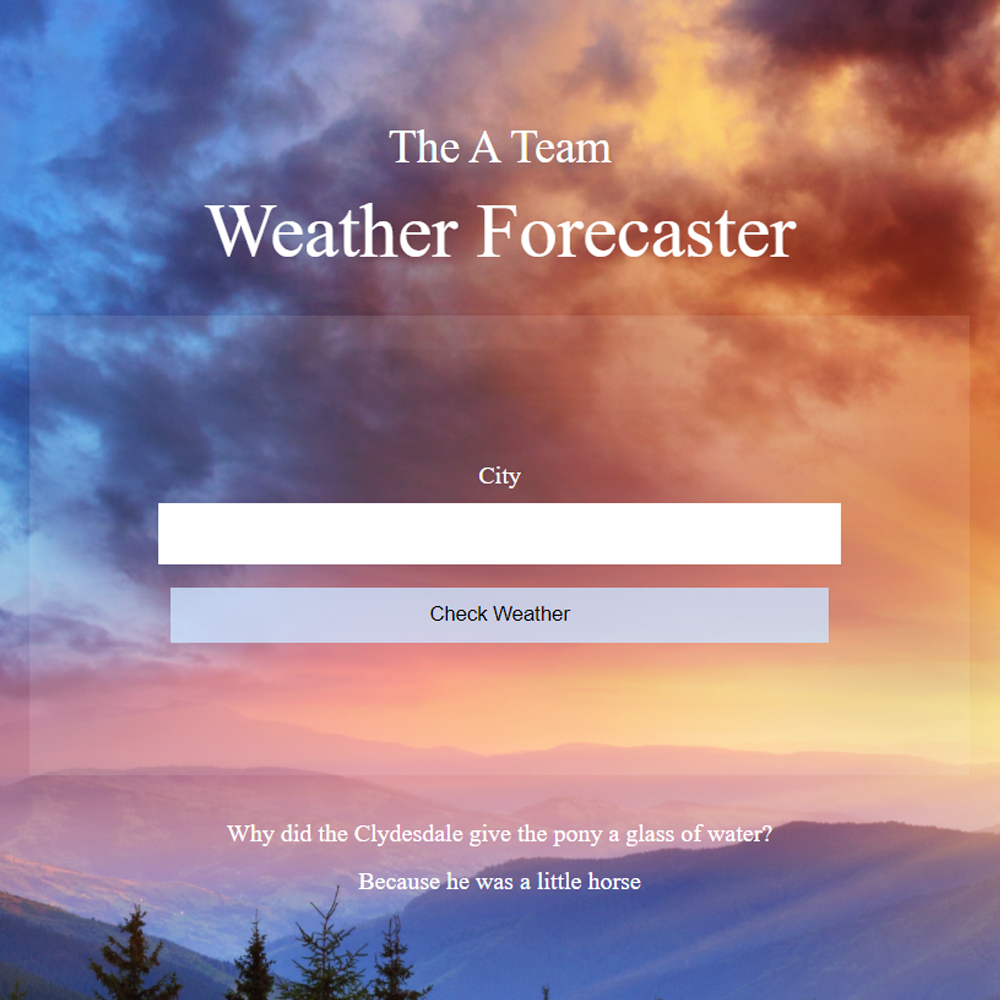 The A Team
Weather Forecaster
City
Check Weather
Why did the Clydesdale give the pony a glass of water?
Because he was a little horse